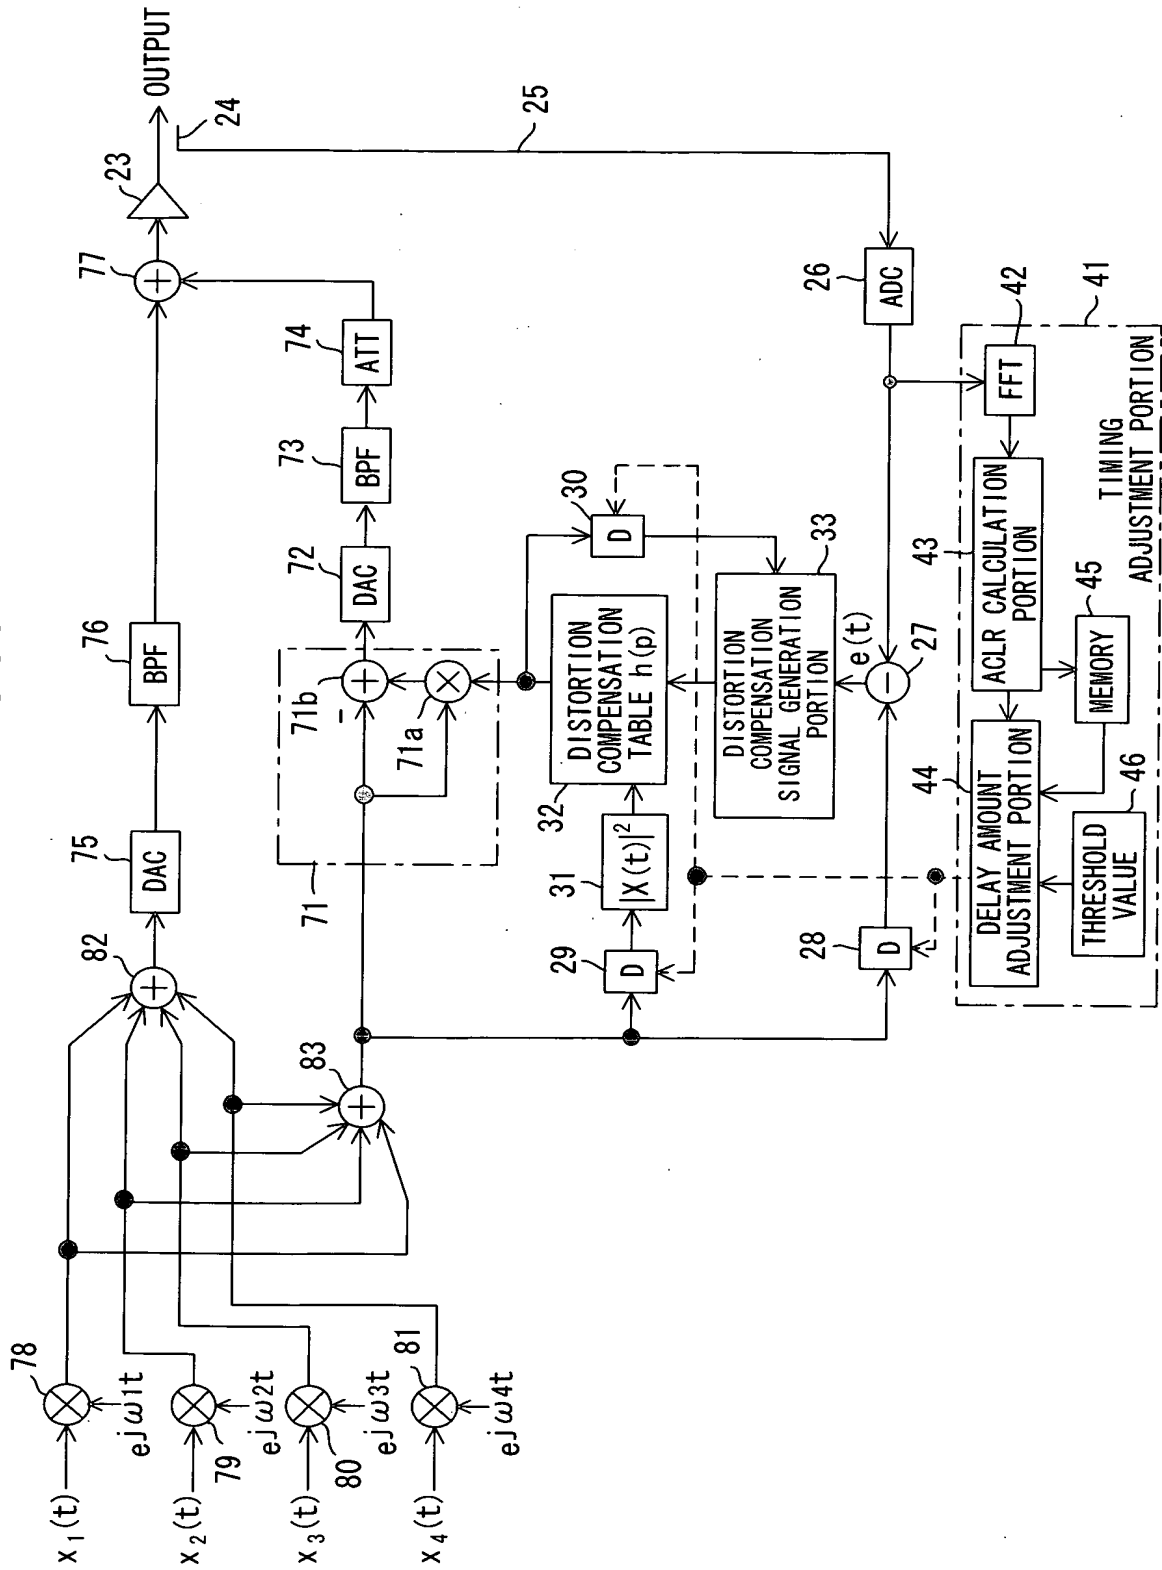 x1(t)
78
ejω1t
x2(t)
79
ejω2t
x3(t)
80
ejω3t
x4(t)
81
ejω4t
82
+
83
+
75
DAC
76
BPF
77
+
23
OUTPUT
24
25
71
71b
+
−
71a
×
72
DAC
73
BPF
74
ATT
29
D
31
|X(t)|²
32
DISTORTION
COMPENSATION
TABLE h(p)
30
D
33
DISTORTION
COMPENSATION
SIGNAL GENERATION
PORTION
e(t)
28
D
−
27
26
ADC
41
TIMING
ADJUSTMENT PORTION
42
FFT
43
ACLR CALCULATION
PORTION
44
DELAY AMOUNT
ADJUSTMENT PORTION
45
MEMORY
46
THRESHOLD
VALUE